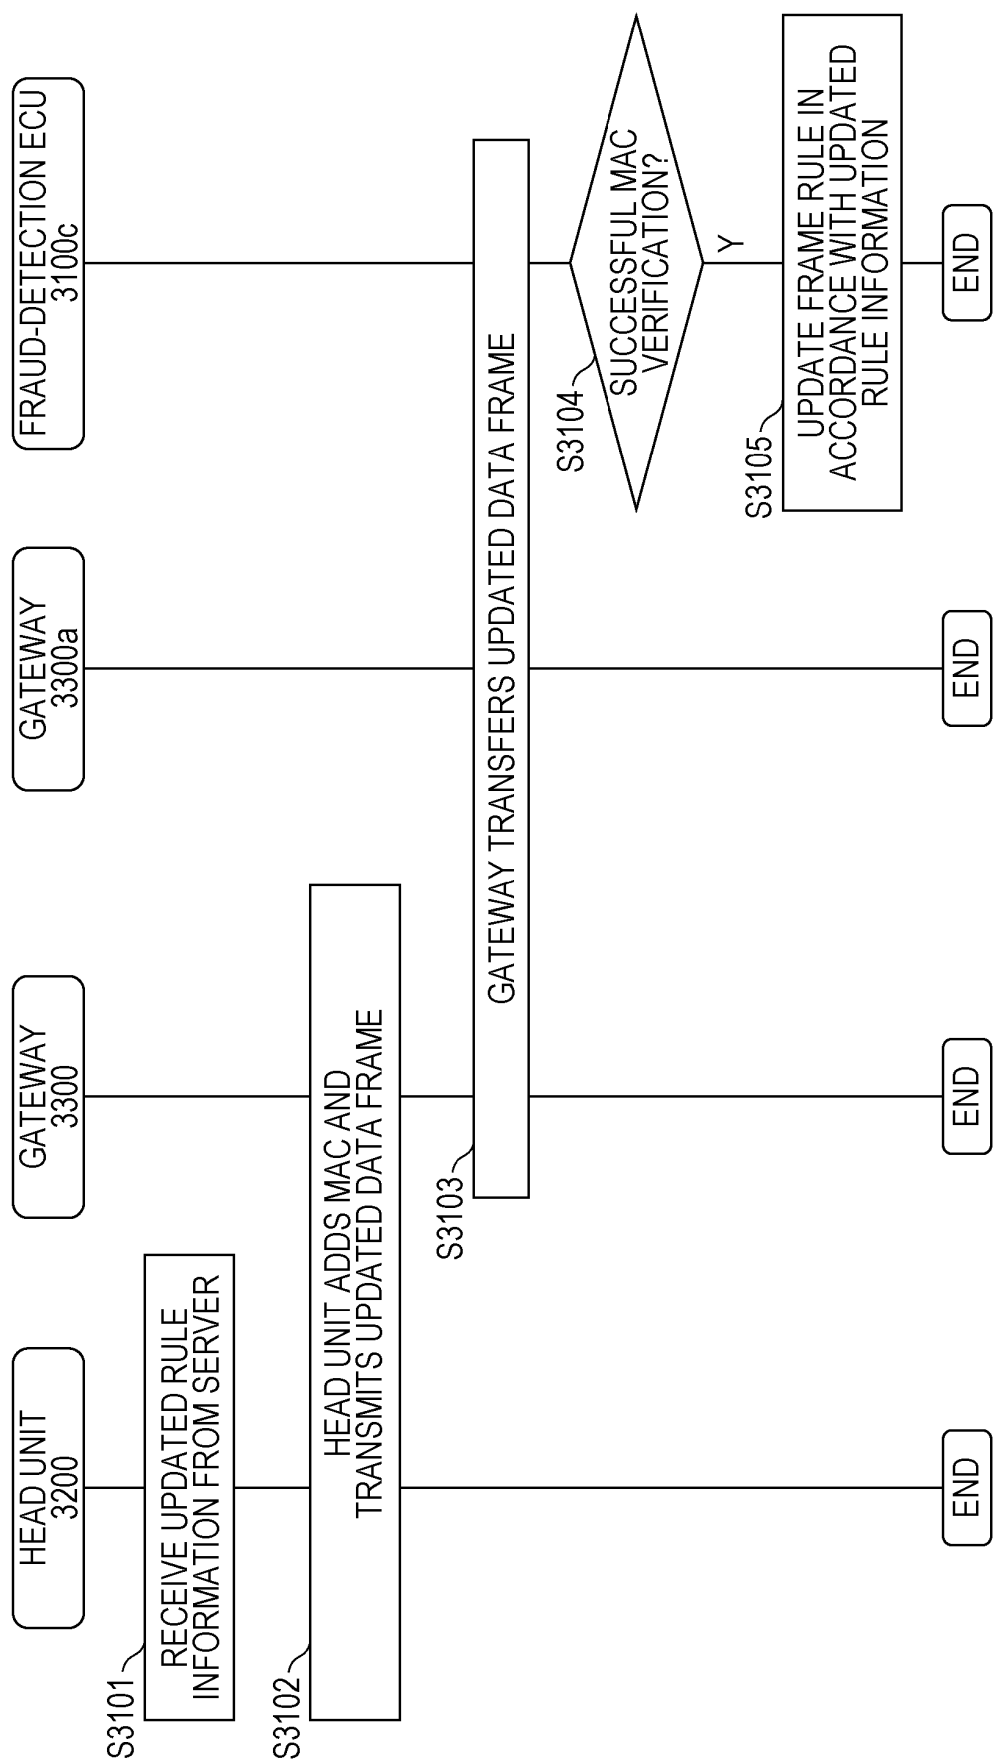 HEAD UNIT
3200
GATEWAY
3300
GATEWAY
3300a
FRAUD-DETECTION ECU
3100c
S3101
RECEIVE UPDATED RULE
INFORMATION FROM SERVER
S3102
HEAD UNIT ADDS MAC AND
TRANSMITS UPDATED DATA FRAME
S3103
GATEWAY TRANSFERS UPDATED DATA FRAME
S3104
SUCCESSFUL MAC
VERIFICATION?
Y
S3105
UPDATE FRAME RULE IN
ACCORDANCE WITH UPDATED
RULE INFORMATION
END
END
END
END